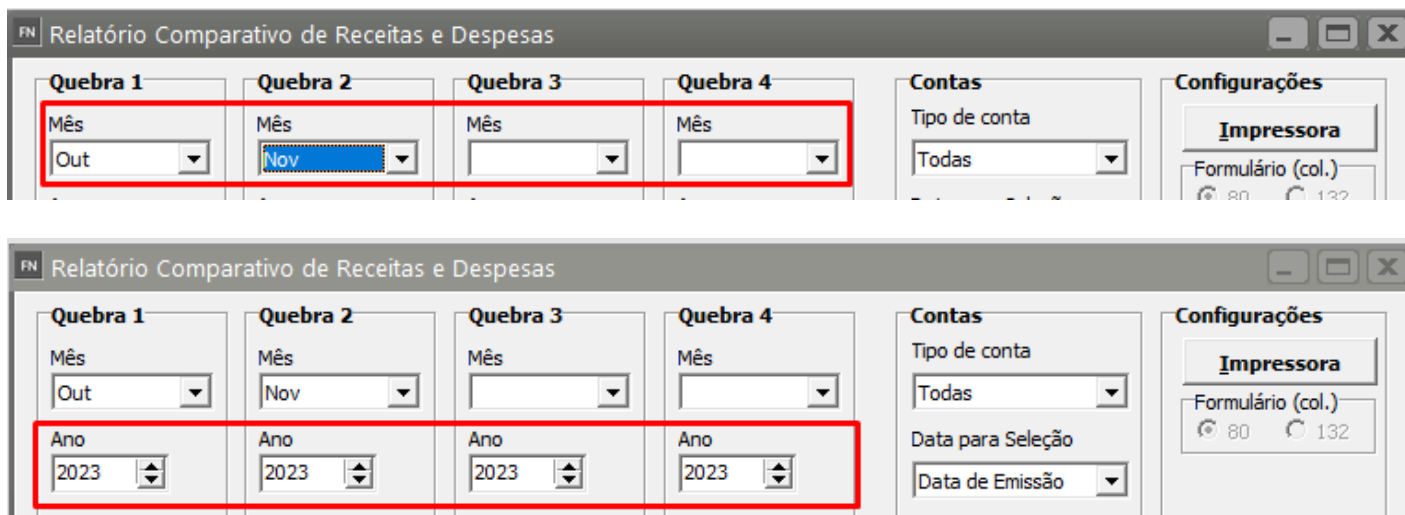 FN Relatório Comparativo de Receitas e Despesas
Quebra 1 Quebra 2 Quebra 3 Quebra 4 Contas Configurações
Mês Mês Mês Mês Tipo de conta Impressora
Out Nov Todas Formulário (col.)
80 132
FN Relatório Comparativo de Receitas e Despesas
Quebra 1 Quebra 2 Quebra 3 Quebra 4 Contas Configurações
Mês Mês Mês Mês Tipo de conta Impressora
Out Nov Todas Formulário (col.)
Ano Ano Ano Ano Data para Seleção 80 132
2023 2023 2023 2023 Data de Emissão